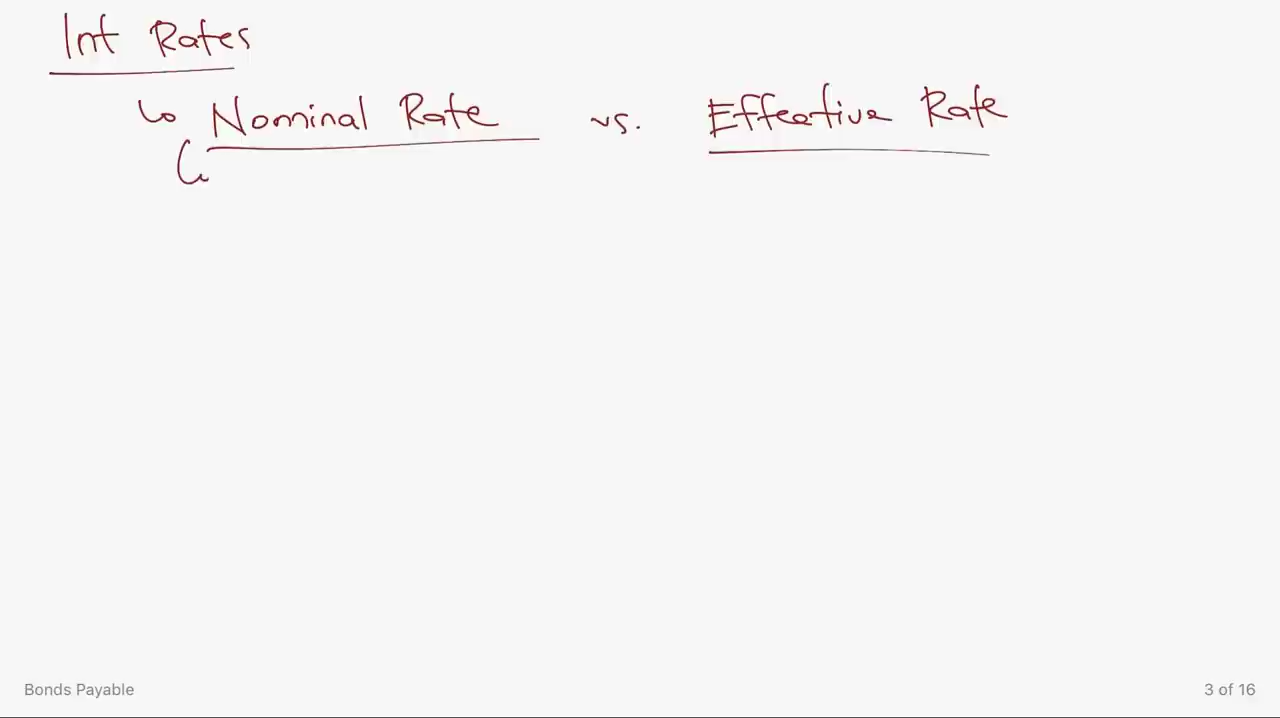 Int Rates
Nominal Rate vs. Effective Rate
Bonds Payable
3 of 16